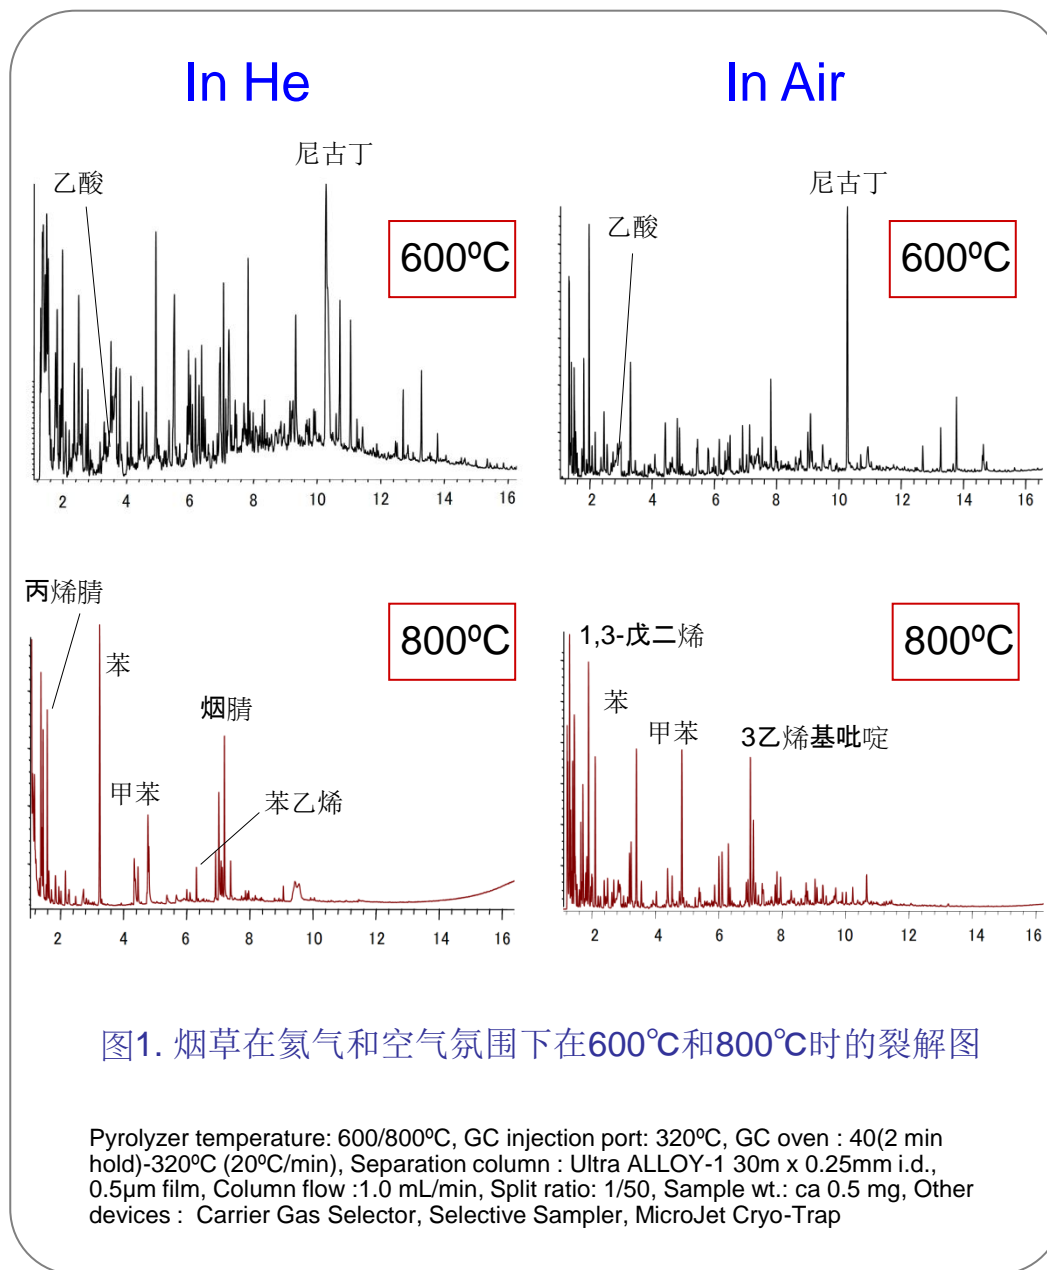 In He
In Air
尼古丁
乙酸
600ºC
2 4 6 8 10 12 14 16
尼古丁
乙酸
600ºC
2 4 6 8 10 12 14 16
丙烯腈
800ºC
苯
烟腈
甲苯
苯乙烯
2 4 6 8 10 12 14 16
1,3-戊二烯
800ºC
苯
甲苯
3乙烯基吡啶
2 4 6 8 10 12 14 16
图1. 烟草在氦气和空气氛围下在600℃和800℃时的裂解图
Pyrolyzer temperature: 600/800ºC, GC injection port: 320ºC, GC oven : 40(2 min
hold)-320ºC (20ºC/min), Separation column : Ultra ALLOY-1 30m x 0.25mm i.d.,
0.5µm film, Column flow :1.0 mL/min, Split ratio: 1/50, Sample wt.: ca 0.5 mg, Other
devices :  Carrier Gas Selector, Selective Sampler, MicroJet Cryo-Trap